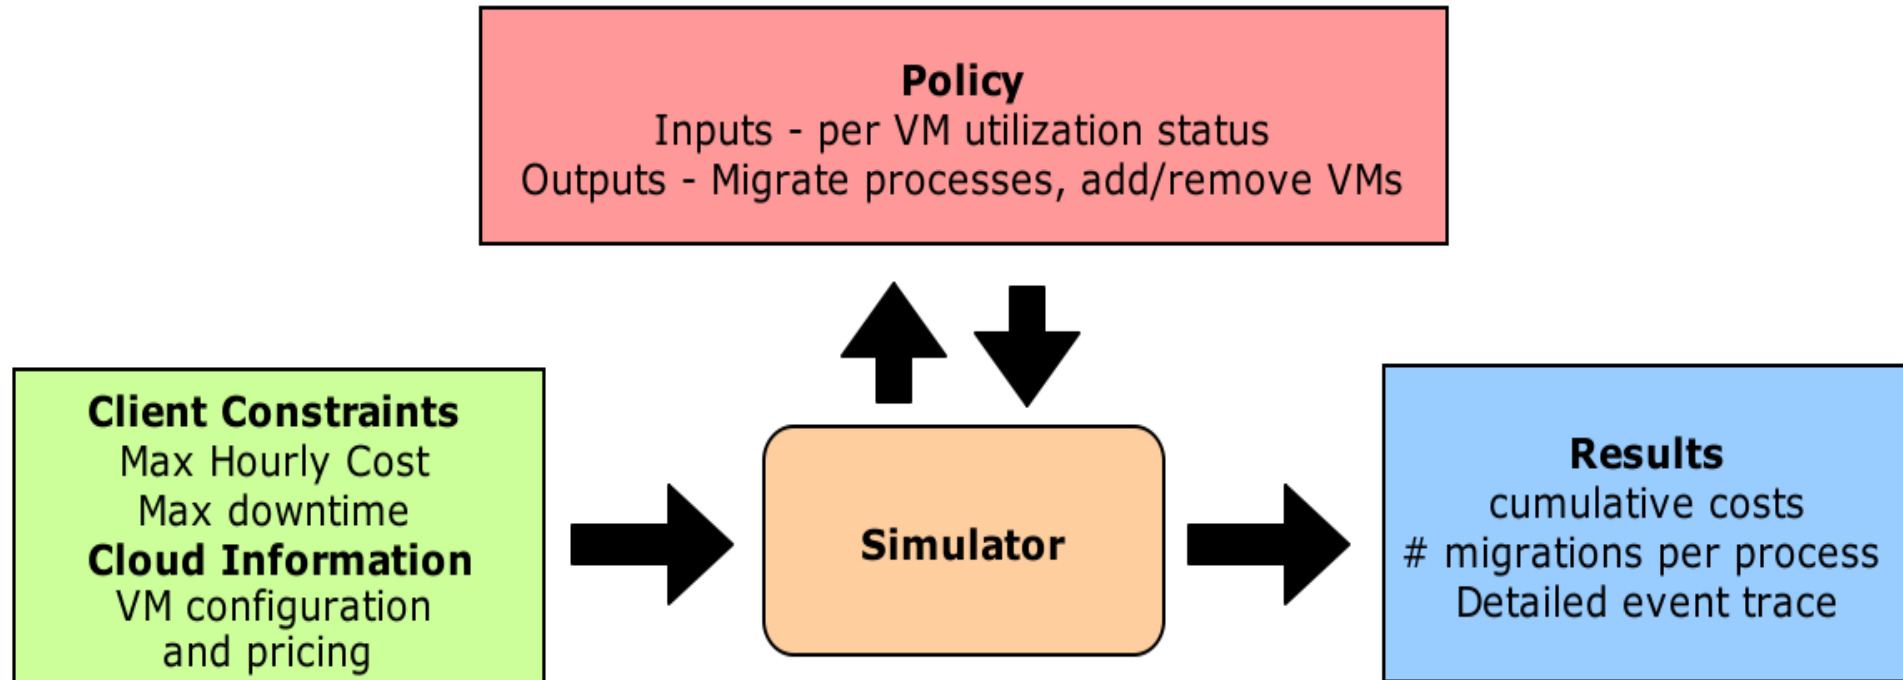 Policy
Inputs - per VM utilization status
Outputs - Migrate processes, add/remove VMs
Client Constraints
Max Hourly Cost
Max downtime
Cloud Information
VM configuration
and pricing
Simulator
Results
cumulative costs
# migrations per process
Detailed event trace